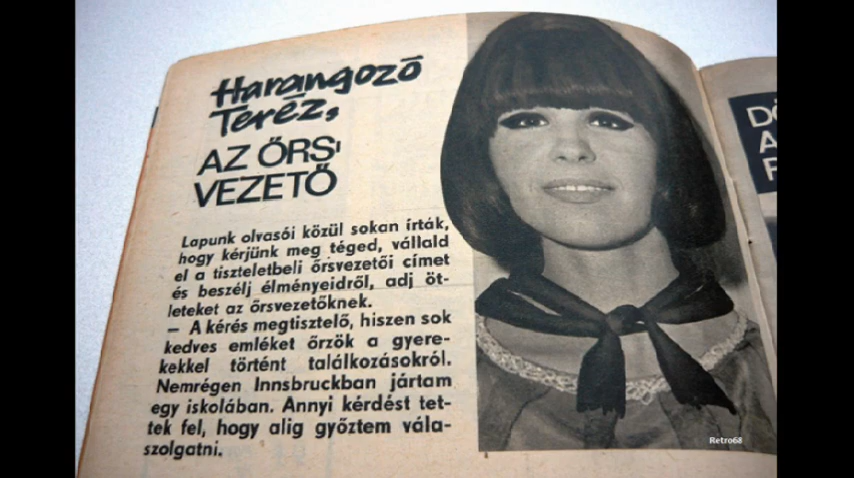 Harangozó
Teréz,
AZ ŐRS-
VEZETŐ
Lapunk olvasói közül sokan írták,
hogy kérjünk meg téged, vállald
el a tiszteletbeli őrsvezetői címet
és beszélj élményeidről, adj öt-
leteket az őrsvezetőknek.
— A kérés megtisztelő, hiszen sok
kedves emléket őrzök a gyere-
kekkel történt találkozásokról.
Nemrégen Innsbruckban jártam
egy iskolában. Annyi kérdést tet-
tek fel, hogy alig győztem vála-
szolgatni.
Retro68